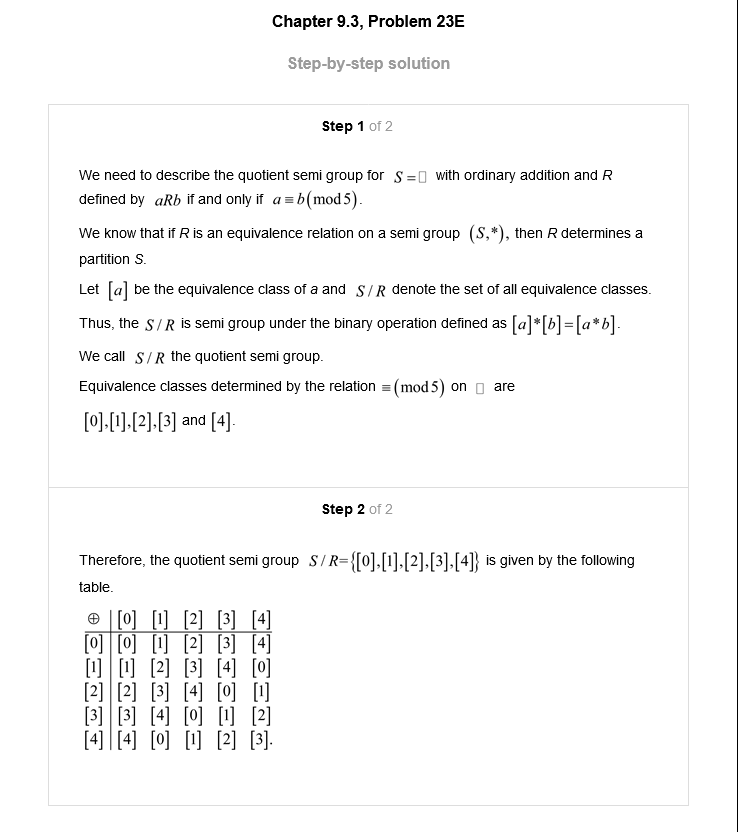 Chapter 9.3, Problem 23E
Step-by-step solution
Step 1 of 2
We need to describe the quotient semi group for S = □ with ordinary addition and R
defined by aRb if and only if a ≡ b(mod 5).
We know that if R is an equivalence relation on a semi group (S,*), then R determines a
partition S.
Let [a] be the equivalence class of a and S / R denote the set of all equivalence classes.
Thus, the S / R is semi group under the binary operation defined as [a]*[b]=[a*b].
We call S / R the quotient semi group.
Equivalence classes determined by the relation ≡(mod 5) on □ are
[0],[1],[2],[3] and [4].
Step 2 of 2
Therefore, the quotient semi group S / R={[0],[1],[2],[3],[4]} is given by the following
table.
⊕ | [0] [1] [2] [3] [4]
[0] | [0] [1] [2] [3] [4]
[1] | [1] [2] [3] [4] [0]
[2] | [2] [3] [4] [0] [1]
[3] | [3] [4] [0] [1] [2]
[4] | [4] [0] [1] [2] [3].